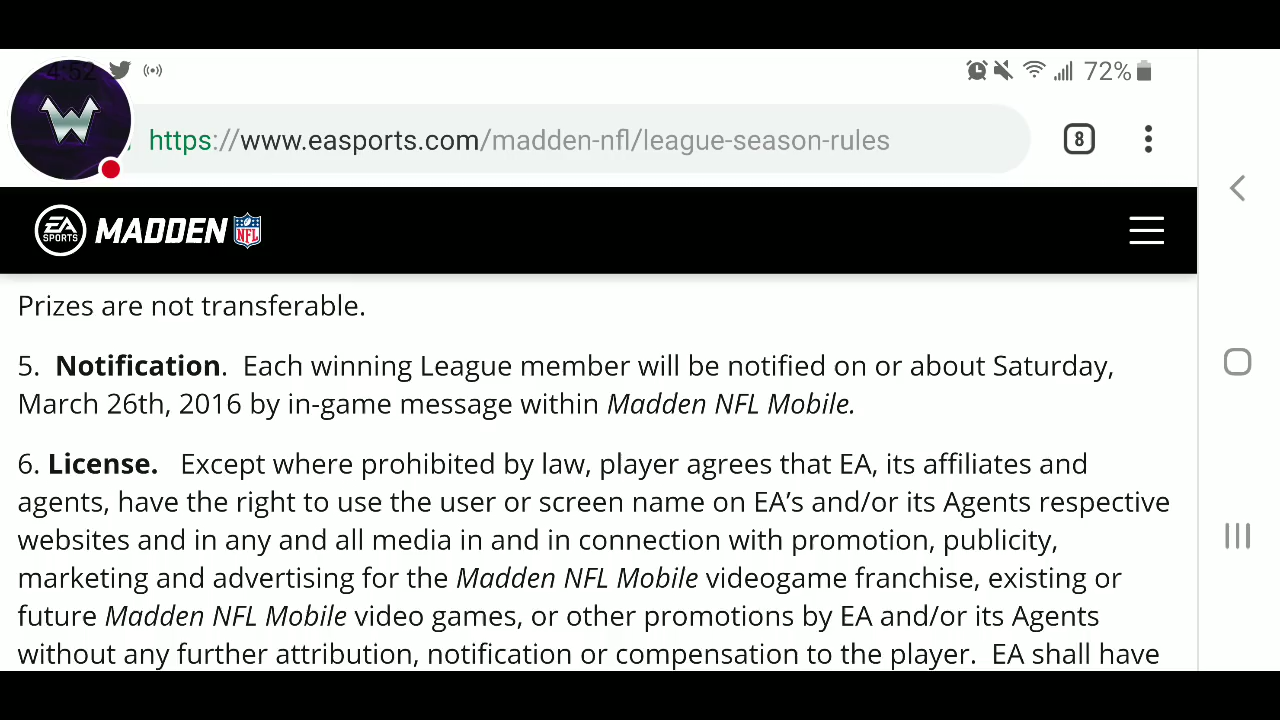 4:52 72%
W https://www.easports.com/madden-nfl/league-season-rules 8
EA SPORTS MADDEN NFL
Prizes are not transferable.
5. Notification. Each winning League member will be notified on or about Saturday,
March 26th, 2016 by in-game message within Madden NFL Mobile.
6. License. Except where prohibited by law, player agrees that EA, its affiliates and
agents, have the right to use the user or screen name on EA’s and/or its Agents respective
websites and in any and all media in and in connection with promotion, publicity,
marketing and advertising for the Madden NFL Mobile videogame franchise, existing or
future Madden NFL Mobile video games, or other promotions by EA and/or its Agents
without any further attribution, notification or compensation to the player. EA shall have